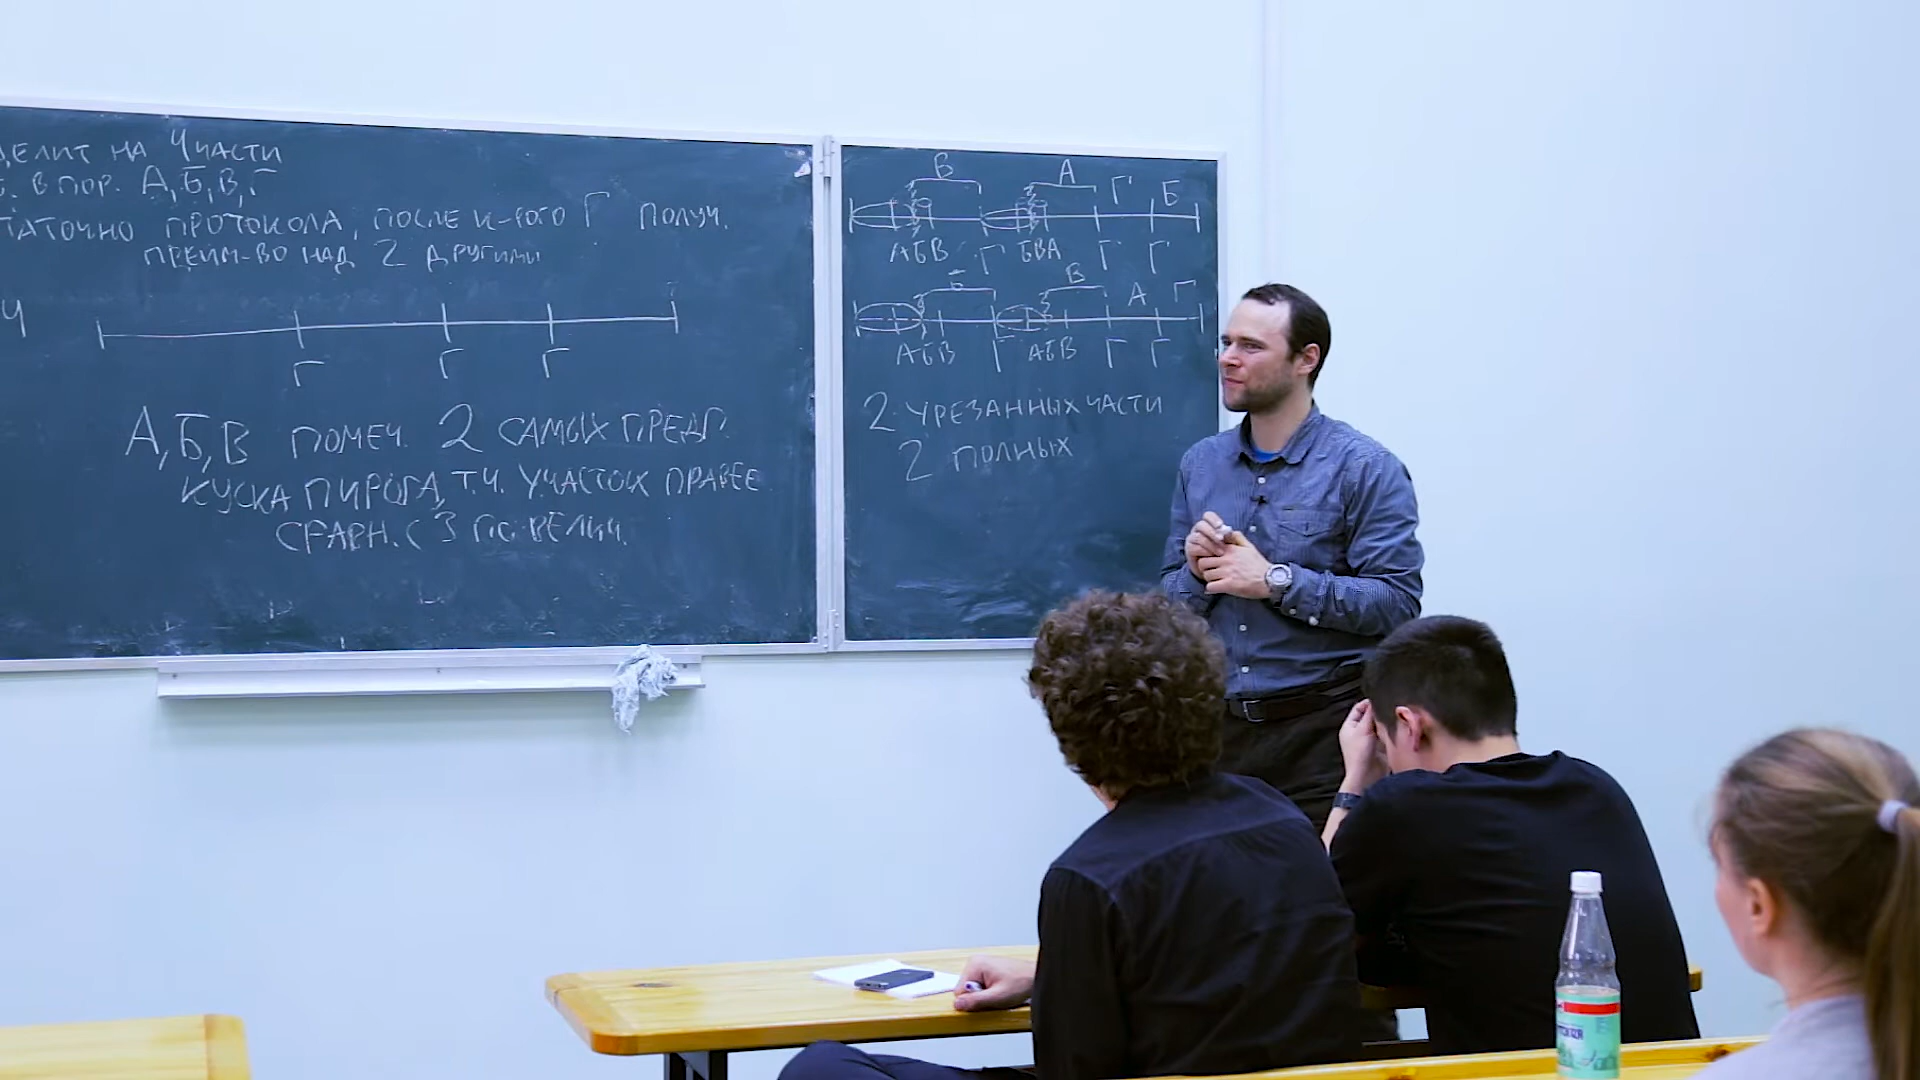 ДЕЛИТ НА 4 ЧАСТИ
В ПОР. А, Б, В, Г
ТАТОЧНО ПРОТОКОЛА, ПОСЛЕ К-РОГО Г ПОЛУЧ.
ПРЕИМ-ВО НАД 2 ДРУГИМИ
Ч
Г Г Г
А, Б, В ПОМЕЧ. 2 САМЫХ ПРЕДП.
КУСКА ПИРОГА, Т.Ч. УЧАСТОК ПРАВЕЕ
СРАВН. С 3 ПО ВЕЛИЧ.
Б А Г Б
АБВ Г БВА Г Г
Б В А Г
АБВ Г АБВ Г Г
2 УРЕЗАННЫХ ЧАСТИ
2 ПОЛНЫХ